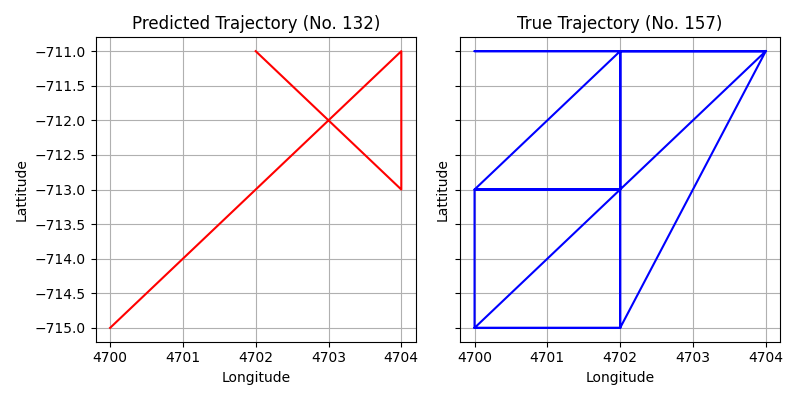 Predicted Trajectory (No. 132)
True Trajectory (No. 157)
−711.0
−711.5
−712.0
−712.5
−713.0
−713.5
−714.0
−714.5
−715.0
Lattitude
Lattitude
4700 4701 4702 4703 4704
4700 4701 4702 4703 4704
Longitude
Longitude